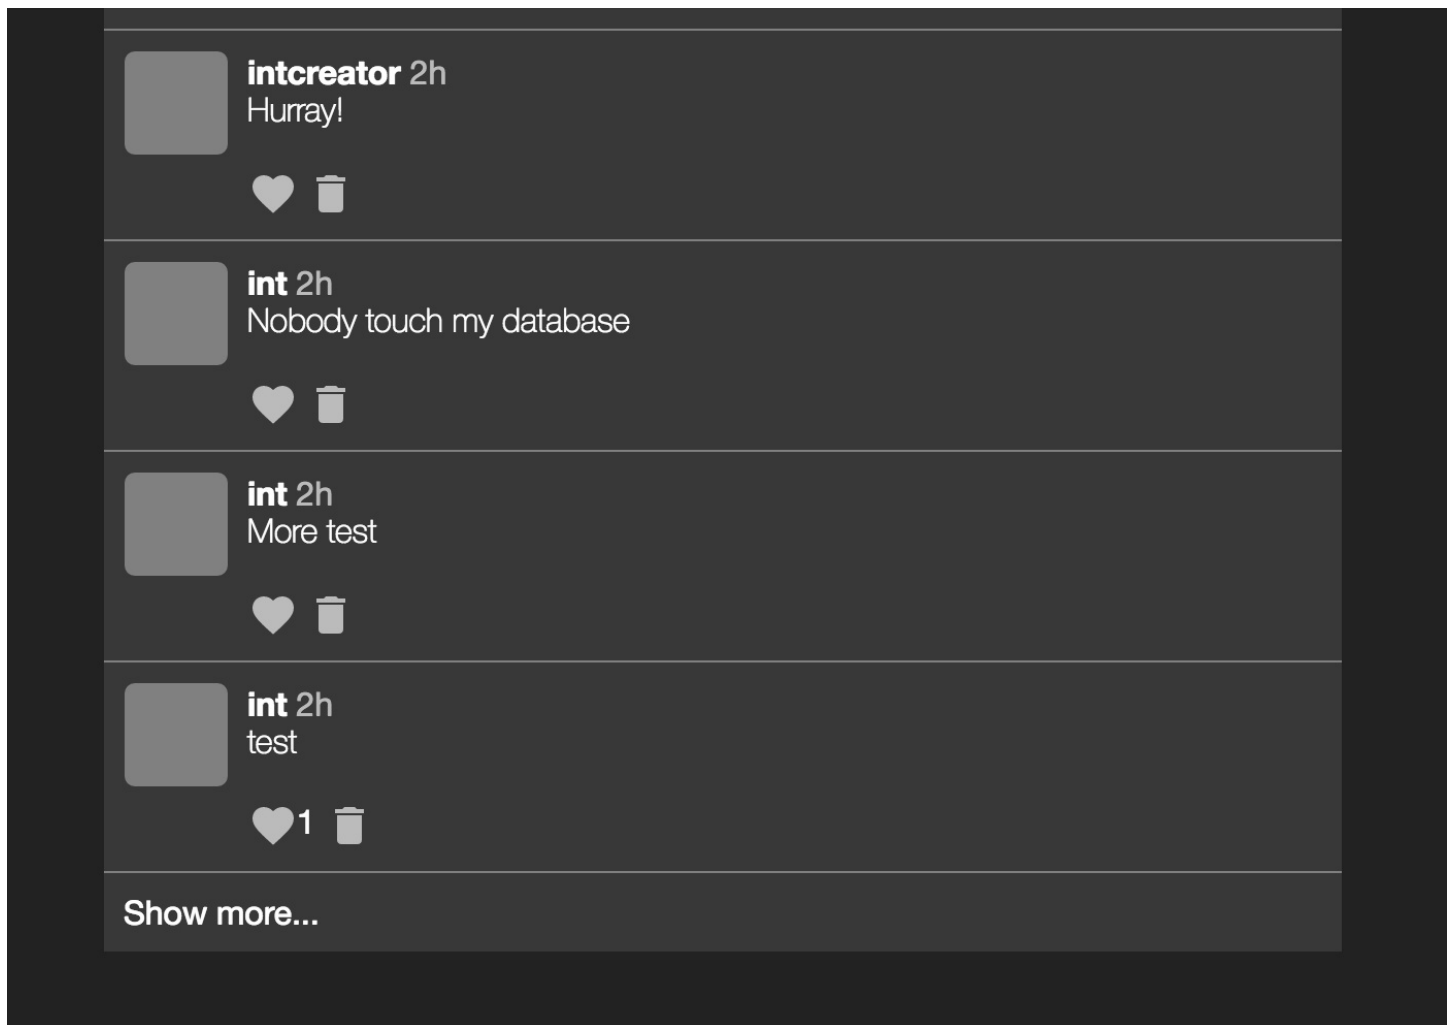 intcreator 2h
Hurray!
int 2h
Nobody touch my database
int 2h
More test
int 2h
test
1
Show more...